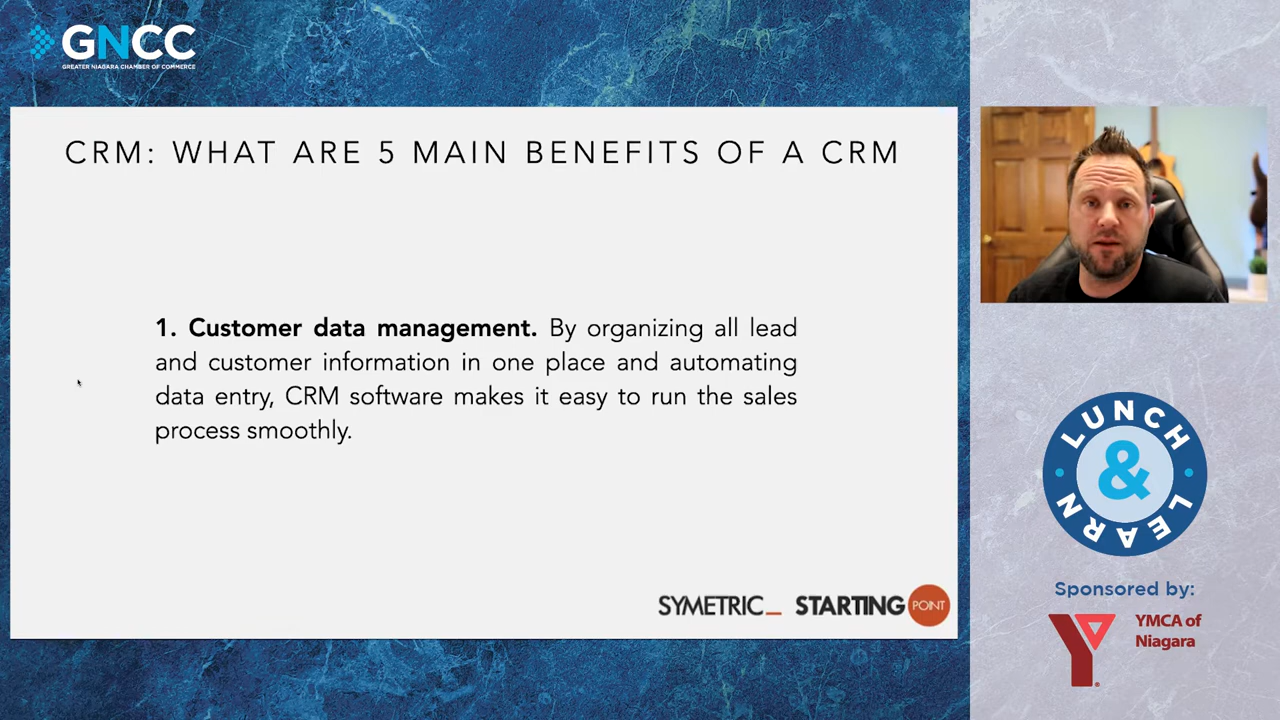 GNCC
GREATER NIAGARA CHAMBER OF COMMERCE
CRM: WHAT ARE 5 MAIN BENEFITS OF A CRM
1. Customer data management. By organizing all lead
and customer information in one place and automating
data entry, CRM software makes it easy to run the sales
process smoothly.
SYMETRIC_ STARTING POINT
LUNCH
&
LEARN
Sponsored by:
YMCA of
Niagara